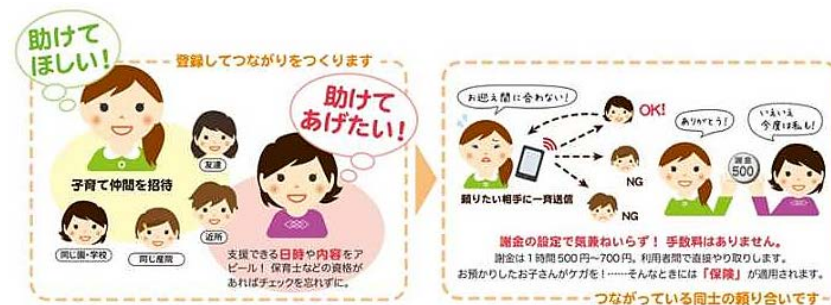 助けて
ほしい!
登録してつながりをつくります
助けて
あげたい!
友達
子育て仲間を招待
同じ園・学校
同じ産院
近所
支援できる日時や内容をア
ピール! 保育士などの資格が
あればチェックを忘れずに。
お迎え間に合わない!
OK!
NG
NG
頼りたい相手に一斉送信
ありがとう!
いえいえ
今度は私も!
謝金
500
謝金の設定で気兼ねいらず! 手数料はありません。
謝金は1時間500円〜700円。利用者間で直接やり取りします。
お預かりしたお子さんがケガを!……そんなときには「保険」が適用されます。
つながっている同士の頼り合いです